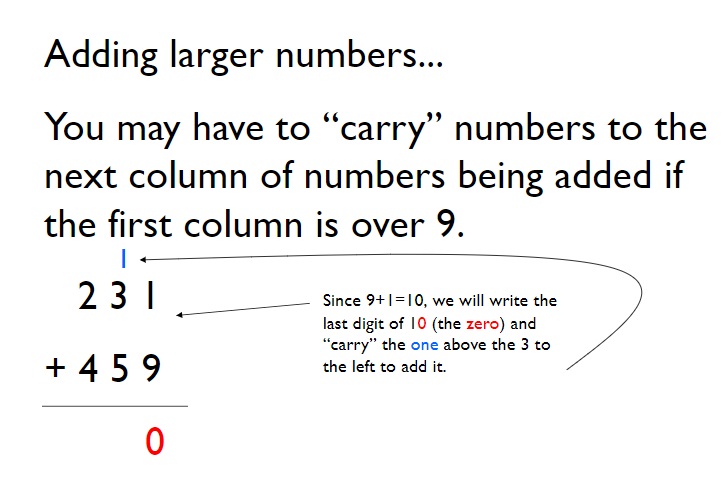 Adding larger numbers...
You may have to “carry” numbers to the
next column of numbers being added if
the first column is over 9.
1
2 3 1
Since 9+1=10, we will write the
last digit of 10 (the zero) and
“carry” the one above the 3 to
the left to add it.
+ 4 5 9
0